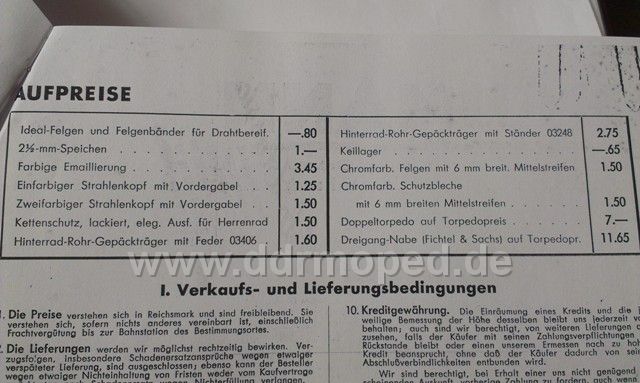 AUFPREISE
Ideal-Felgen und Felgenbänder für Drahtbereif. —.80
2½-mm-Speichen . . . 1.—
Farbige Emaillierung . . . 3.45
Einfarbiger Strahlenkopf mit Vordergabel . . 1.25
Zweifarbiger Strahlenkopf mit Vordergabel . . 1.50
Kettenschutz, lackiert, eleg. Ausf. für Herrenrad 1.50
Hinterrad-Rohr-Gepäckträger mit Feder 03406 . 1.60
Hinterrad-Rohr-Gepäckträger mit Ständer 03248 2.75
Keillager . . . —.65
Chromfarb. Felgen mit 6 mm breit. Mittelstreifen 1.50
Chromfarb. Schutzbleche
mit 6 mm breiten Mittelstreifen . . . 1.50
Doppeltorpedo auf Torpedopreis . . . 7.—
Dreigang-Nabe (Fichtel & Sachs) auf Torpedopr. 11.65
www.ddrmoped.de
I. Verkaufs- und Lieferungsbedingungen
1. Die Preise verstehen sich in Reichsmark und sind freibleibend. Sie
verstehen sich, sofern nichts anderes vereinbart ist, einschließlich
Frachtvergütung bis zur Bahnstation des Bestimmungsortes.
2. Die Lieferungen werden wir möglichst rechtzeitig bewirken. Ver-
zugsfolgen, insbesondere Schadenersatzansprüche wegen etwaiger
verspäteter Lieferung, sind ausgeschlossen; ebenso kann der Besteller
wegen etwaiger Nichteinhaltung von Fristen weder vom Kaufvertrage
10. Kreditgewährung. Die Einräumung eines Kredits und die
weilige Bemessung der Höhe desselben bleibt uns jederzeit
behalten; auch sind wir berechtigt, von weiteren Lieferungen
zusehen, falls der Käufer mit seinen Zahlungsverpflichtungen
Rückstande bleibt oder einen unserem Ermessen nach zu
Kredit beansprucht, ohne daß der Käufer dadurch von
Abschlußverbindlichkeiten entbunden wird.
Wir sind berechtigt, bei einer uns nicht genügend